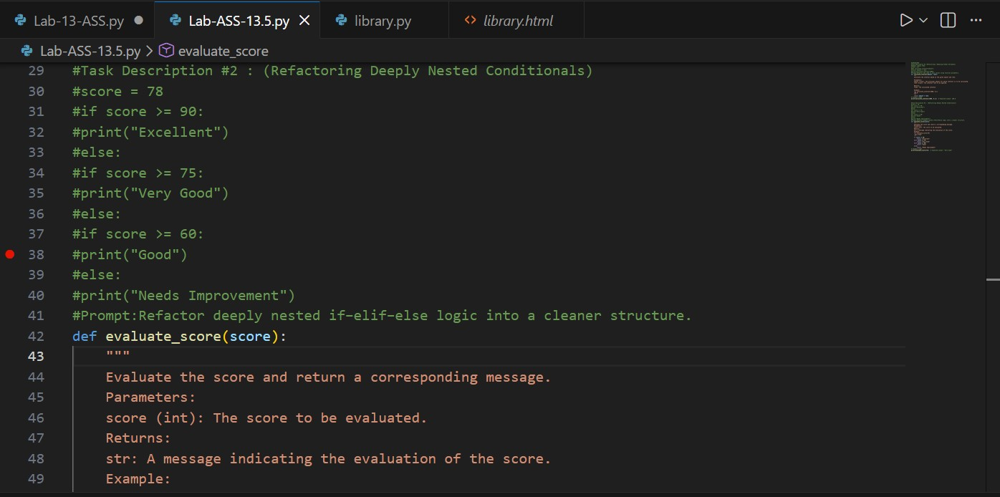 Lab-13-ASS.py
Lab-ASS-13.5.py
library.py
library.html
Lab-ASS-13.5.py > evaluate_score
29 #Task Description #2 : (Refactoring Deeply Nested Conditionals)
30 #score = 78
31 #if score >= 90:
32 #print("Excellent")
33 #else:
34 #if score >= 75:
35 #print("Very Good")
36 #else:
37 #if score >= 60:
38 #print("Good")
39 #else:
40 #print("Needs Improvement")
41 #Prompt:Refactor deeply nested if-elif-else logic into a cleaner structure.
42 def evaluate_score(score):
43     """
44     Evaluate the score and return a corresponding message.
45     Parameters:
46     score (int): The score to be evaluated.
47     Returns:
48     str: A message indicating the evaluation of the score.
49     Example: